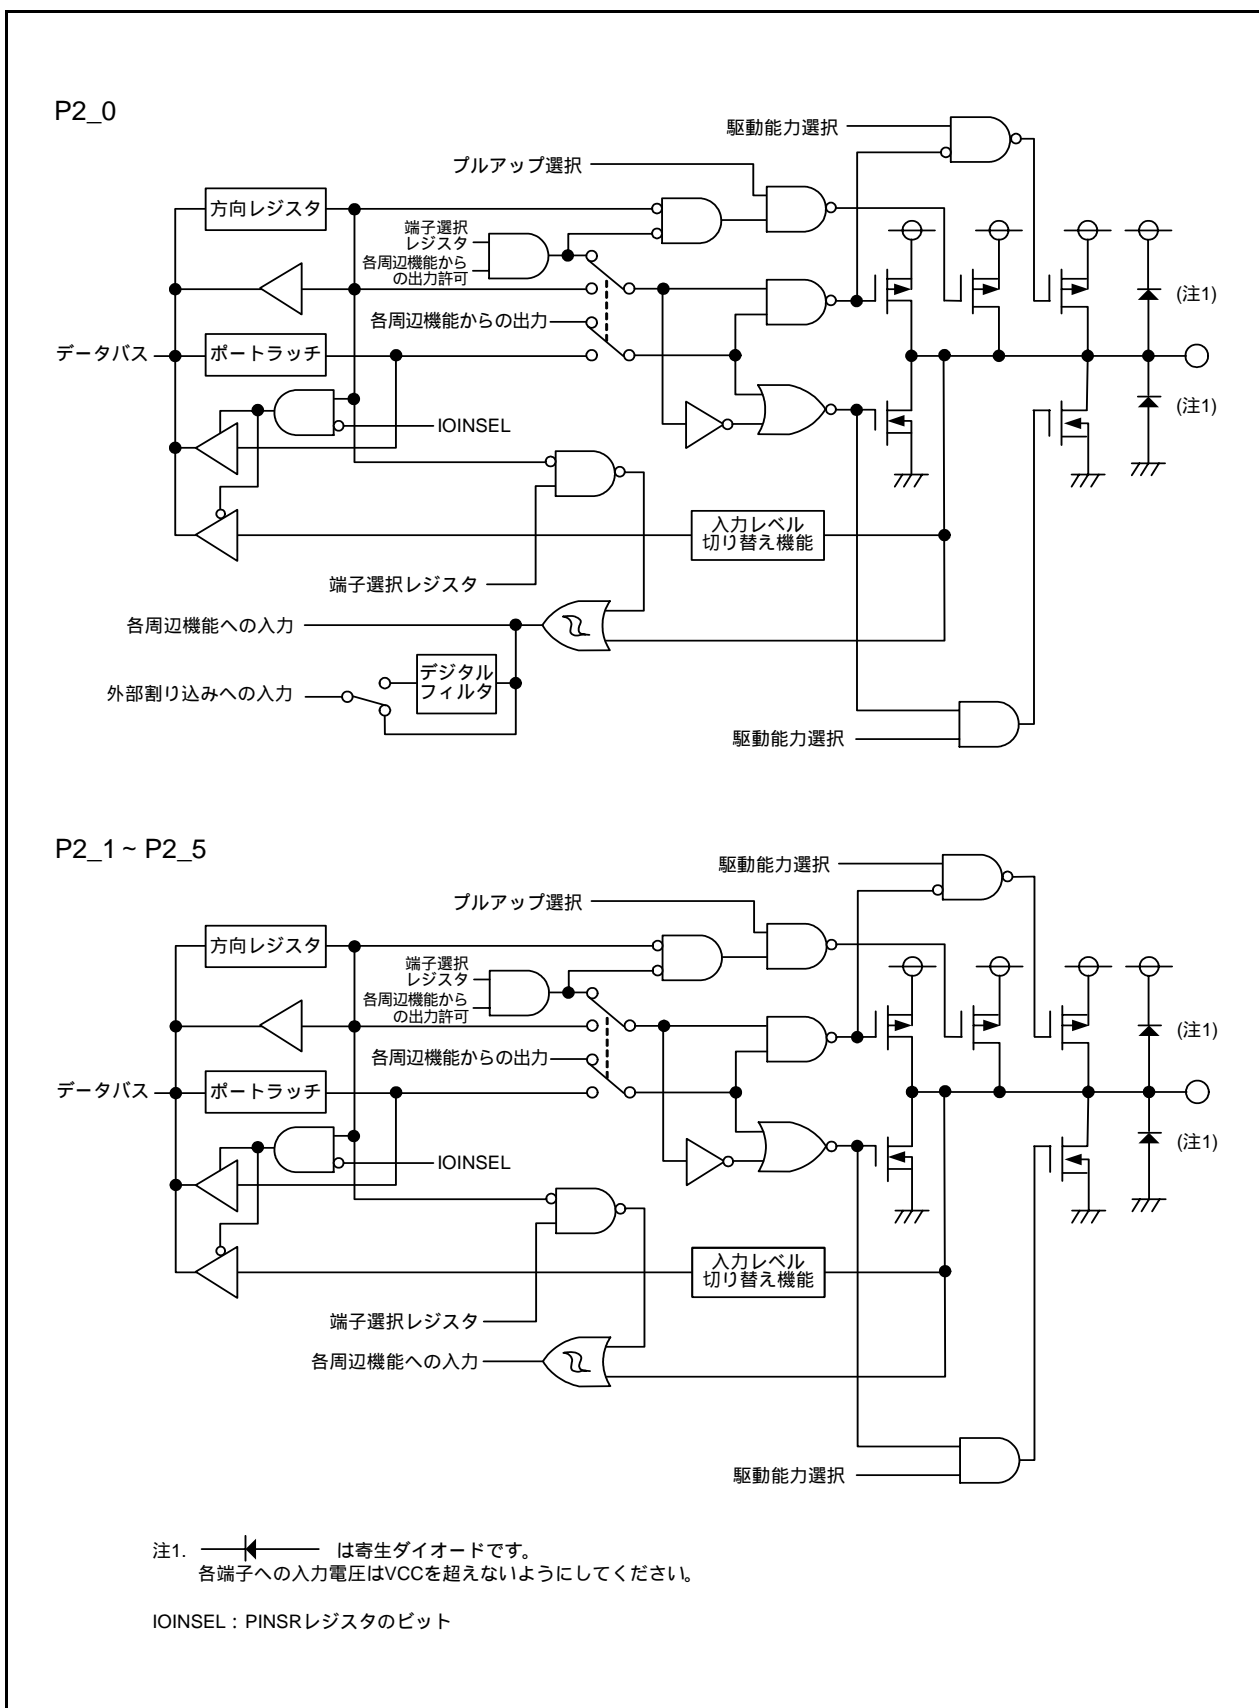 P2_0
駆動能力選択
プルアップ選択
方向レジスタ
端子選択
レジスタ
各周辺機能から
の出力許可
(注1)
各周辺機能からの出力
データバス
ポートラッチ
(注1)
IOINSEL
入力レベル
切り替え機能
端子選択レジスタ
各周辺機能への入力
デジタル
フィルタ
外部割り込みへの入力
駆動能力選択
P2_1 ~ P2_5
駆動能力選択
プルアップ選択
方向レジスタ
端子選択
レジスタ
各周辺機能から
の出力許可
(注1)
各周辺機能からの出力
データバス
ポートラッチ
(注1)
IOINSEL
入力レベル
切り替え機能
端子選択レジスタ
各周辺機能への入力
駆動能力選択
注1. は寄生ダイオードです。
各端子への入力電圧はVCCを超えないようにしてください。
IOINSEL：PINSRレジスタのビット